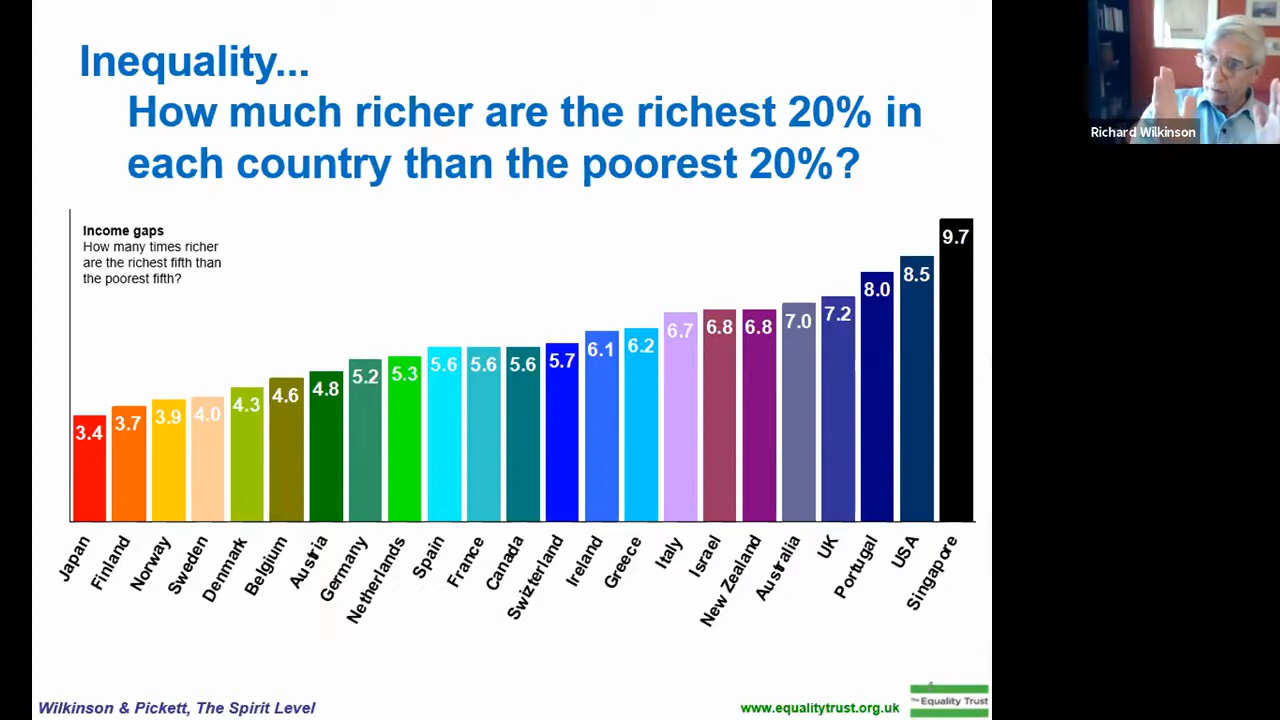 Inequality...
How much richer are the richest 20% in
each country than the poorest 20%?
Richard Wilkinson
Income gaps
How many times richer
are the richest fifth than
the poorest fifth?
3.4
3.7
3.9
4.0
4.3
4.6
4.8
5.2
5.3
5.6
5.6
5.6
5.7
6.1
6.2
6.7
6.8
6.8
7.0
7.2
8.0
8.5
9.7
Japan
Finland
Norway
Sweden
Denmark
Belgium
Austria
Germany
Netherlands
Spain
France
Canada
Swizterland
Ireland
Greece
Italy
Israel
New Zealand
Australia
UK
Portugal
USA
Singapore
Wilkinson & Pickett, The Spirit Level
www.equalitytrust.org.uk
The Equality Trust